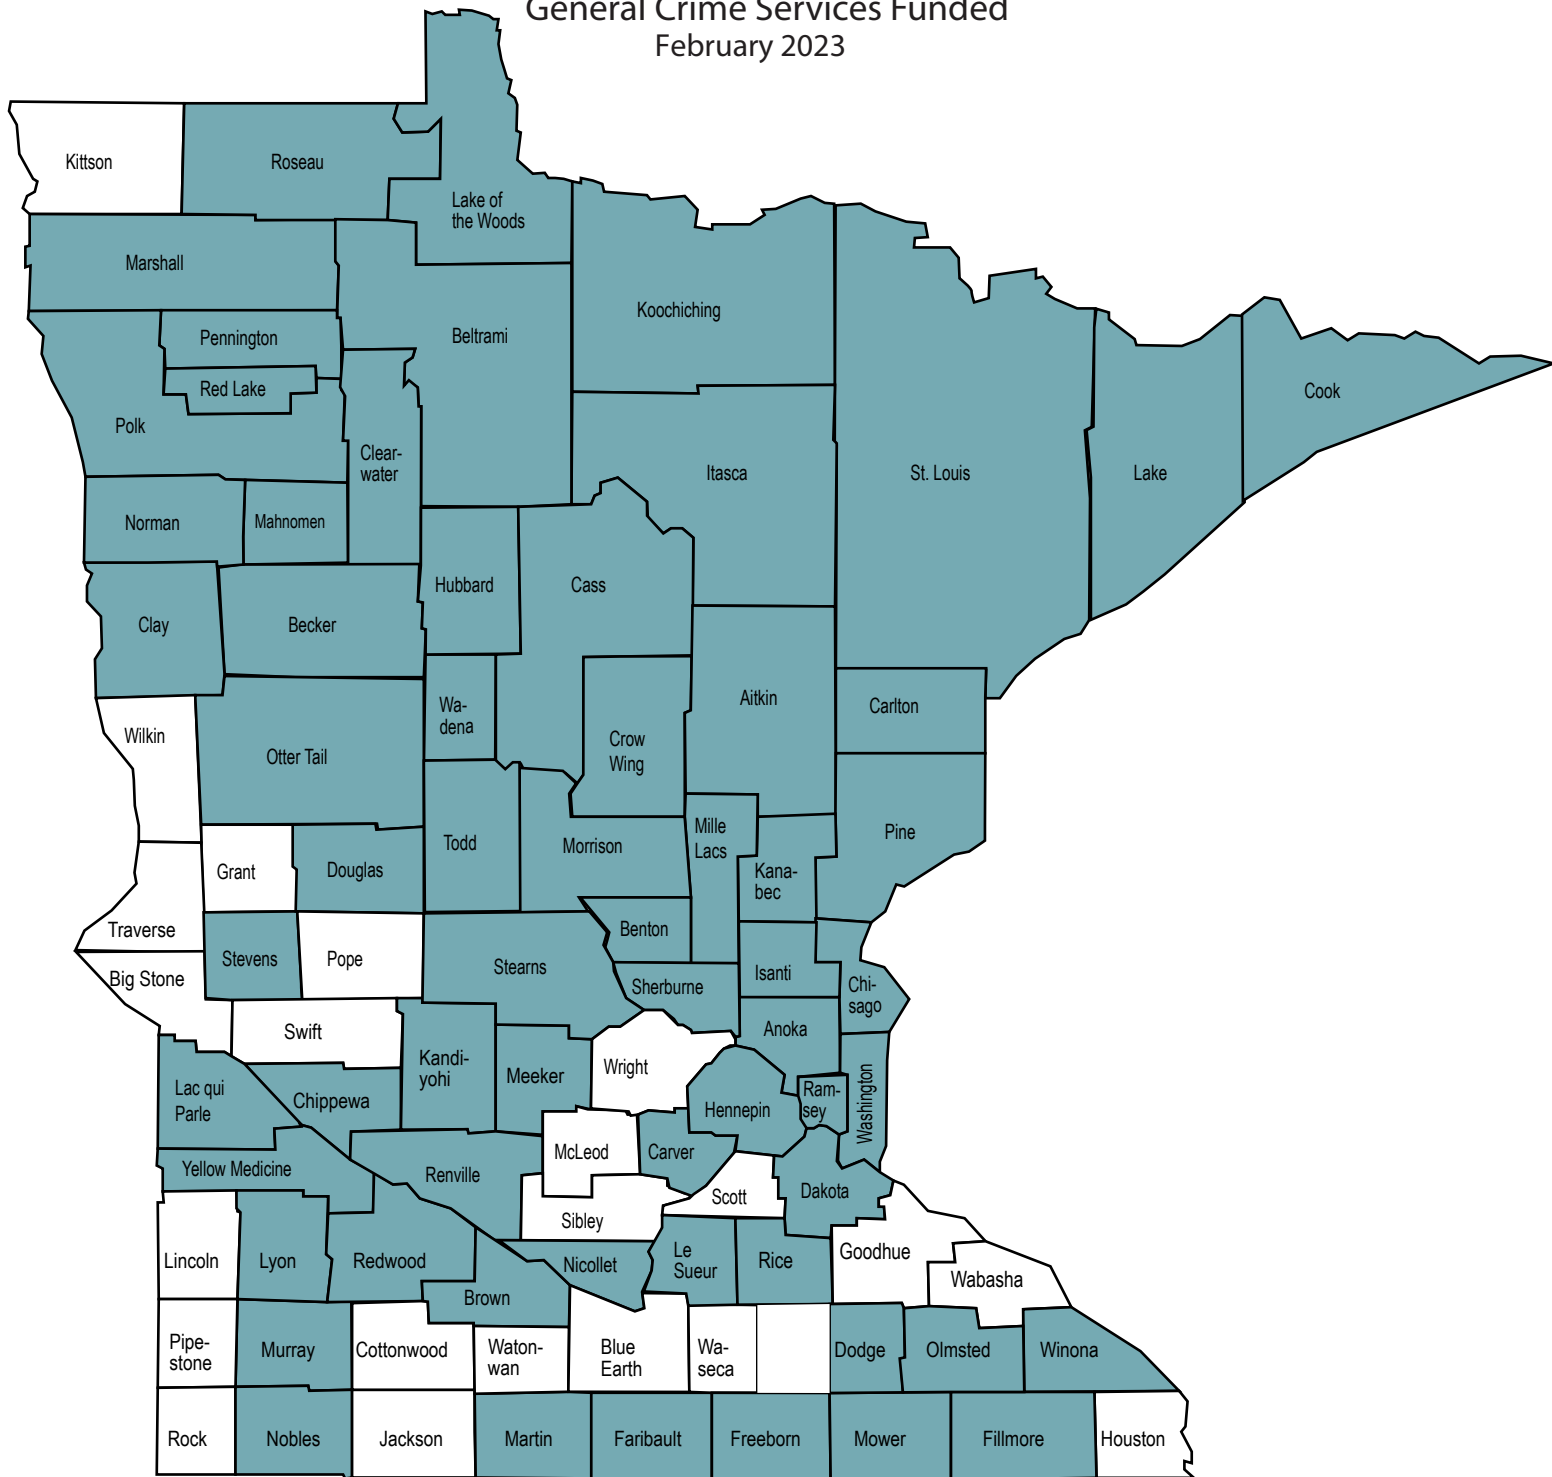 General Crime Services Funded
February 2023
Kittson
Roseau
Lake of
the Woods
Marshall
Koochiching
Pennington
Beltrami
Red Lake
Cook
Polk
Clear-
water
Itasca
St. Louis
Lake
Norman
Mahnomen
Hubbard
Cass
Clay
Becker
Wa-
dena
Aitkin
Carlton
Wilkin
Otter Tail
Crow
Wing
Mille
Lacs
Pine
Todd
Morrison
Grant
Douglas
Kana-
bec
Traverse
Benton
Stevens
Pope
Stearns
Big Stone
Sherburne
Isanti
Chi-
sago
Swift
Anoka
Kandi-
yohi
Meeker
Wright
Lac qui
Parle
Chippewa
Hennepin
Ram-
sey
Washington
McLeod
Carver
Yellow Medicine
Renville
Scott
Dakota
Sibley
Lincoln
Lyon
Redwood
Nicollet
Le
Sueur
Rice
Goodhue
Wabasha
Brown
Pipe-
stone
Murray
Cottonwood
Waton-
wan
Blue
Earth
Wa-
seca
Dodge
Olmsted
Winona
Rock
Nobles
Jackson
Martin
Faribault
Freeborn
Mower
Fillmore
Houston